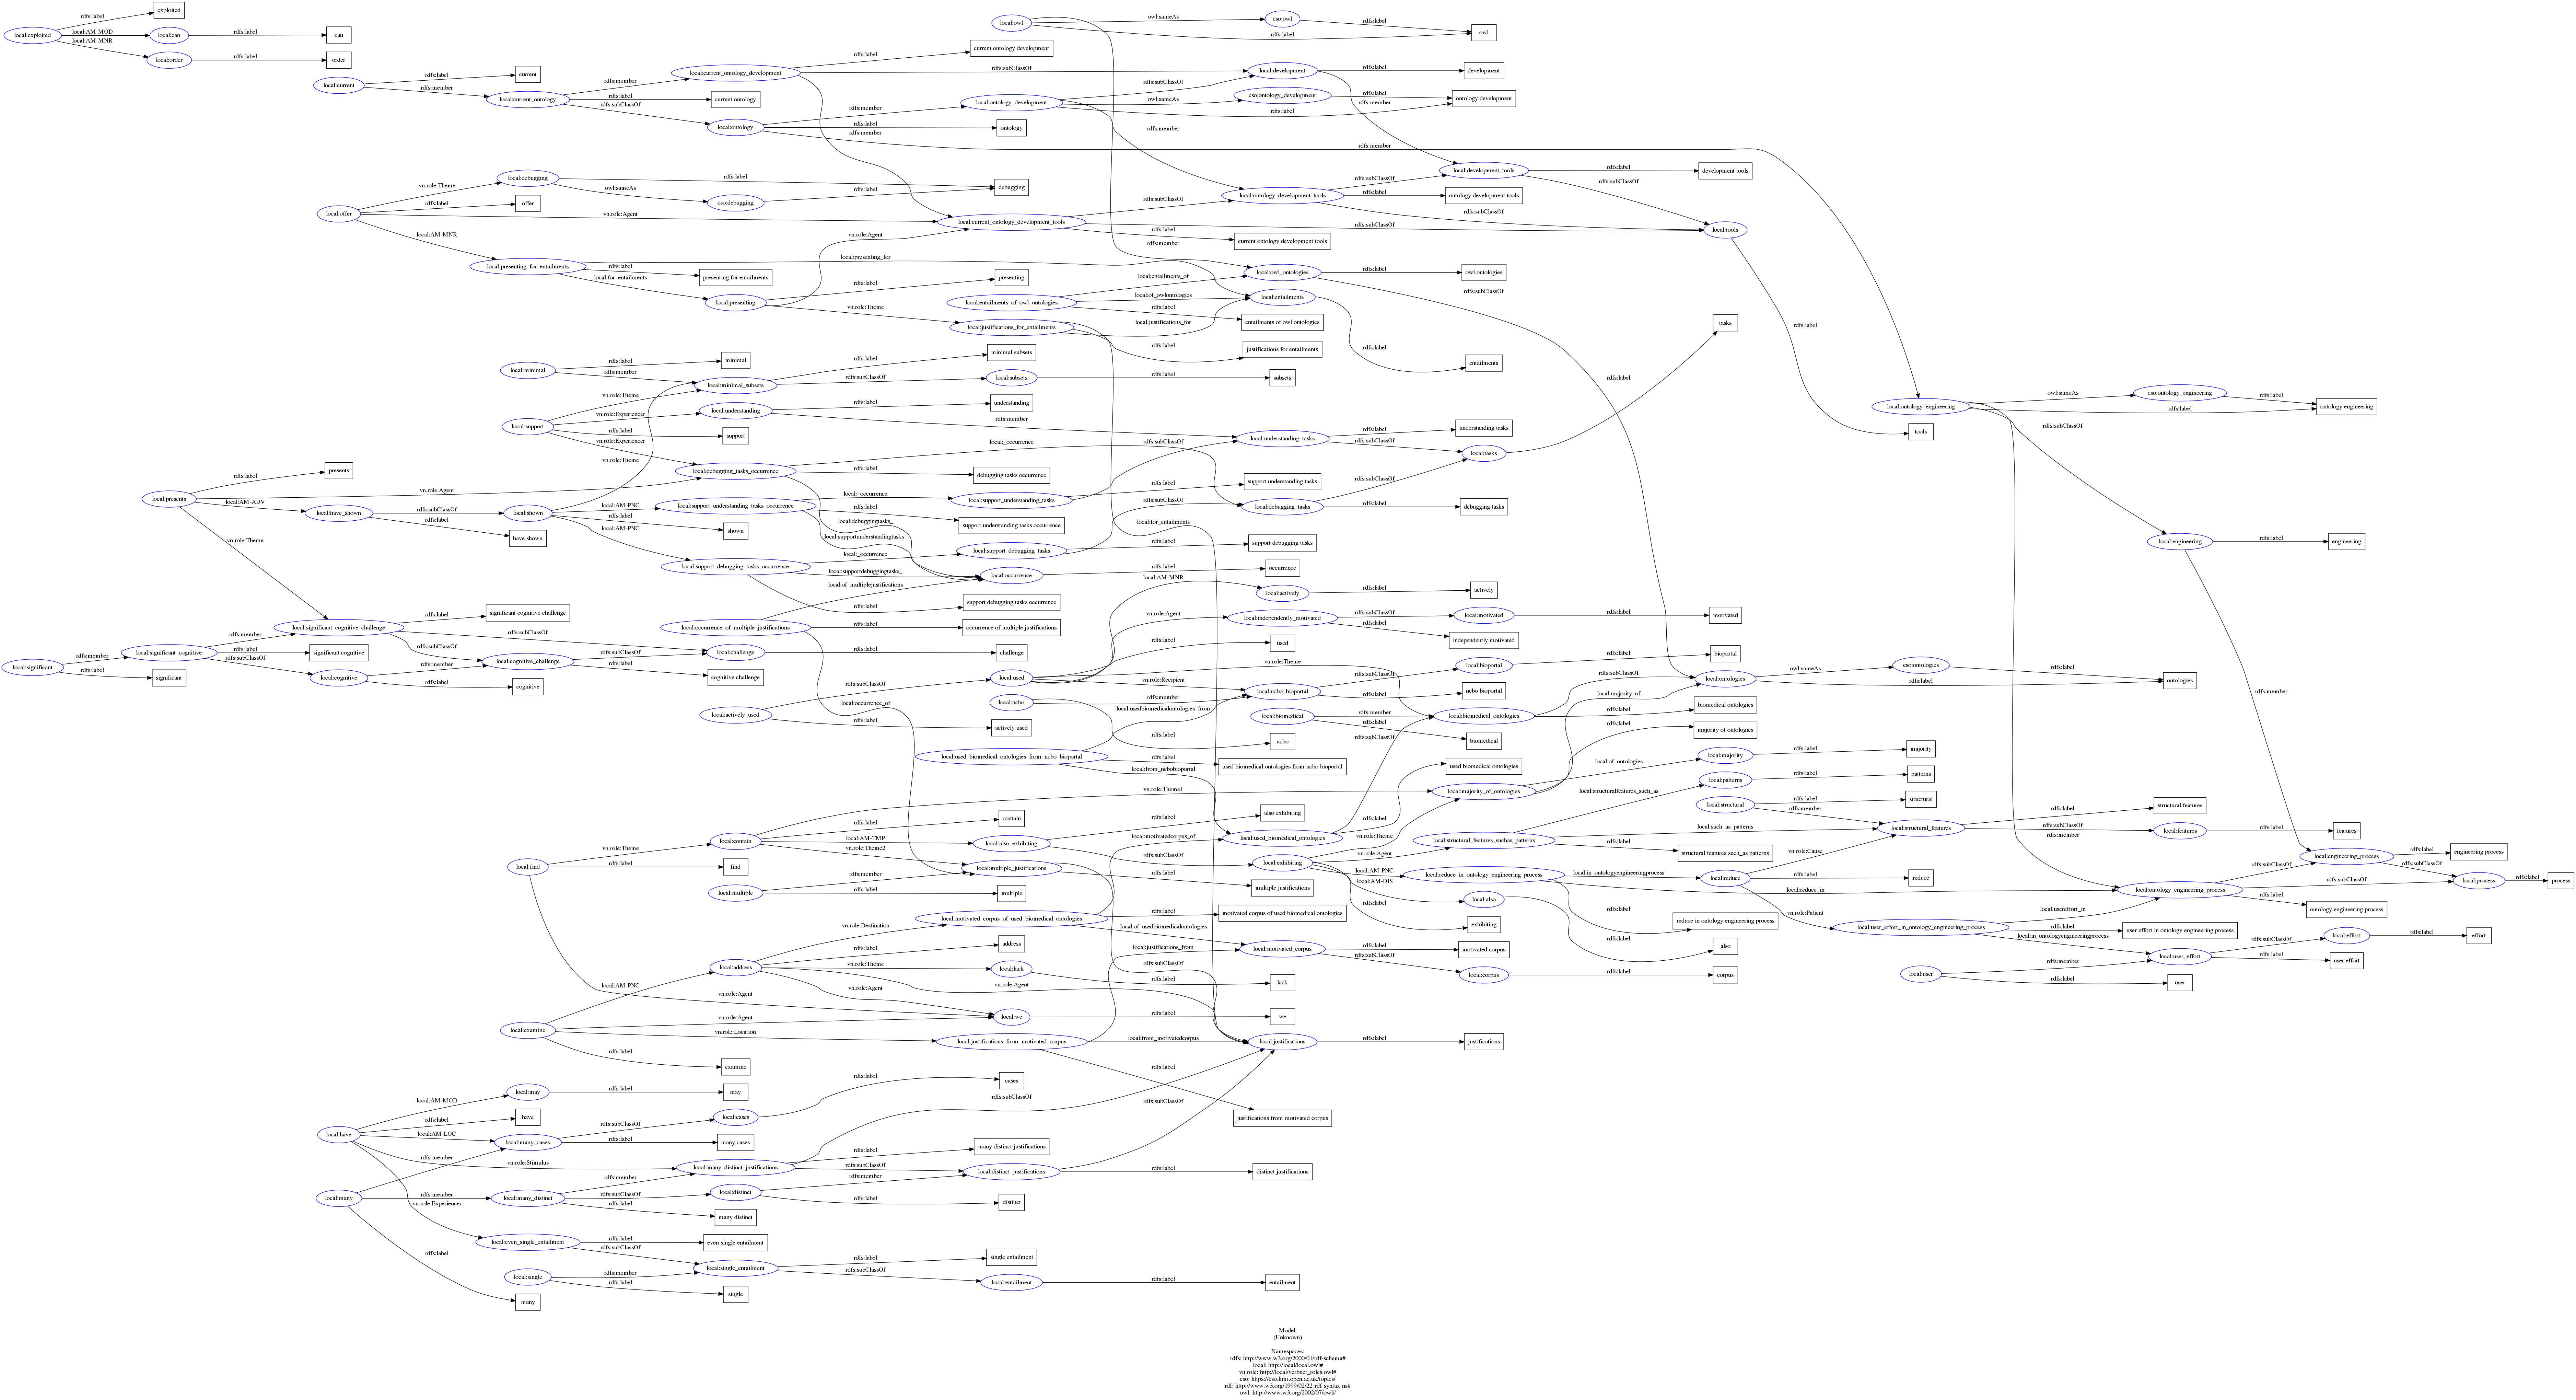 exploited
rdfs:label
local:exploited
local:AM-MOD
local:can
rdfs:label
can
local:AM-MNR
local:order
rdfs:label
order
local:owl
owl:sameAs
cso:owl
rdfs:label
rdfs:label
owl
rdfs:label
current ontology development
local:current
rdfs:label
current
rdfs:member
local:current_ontology
rdfs:member
local:current_ontology_development
rdfs:subClassOf
local:development
rdfs:label
development
rdfs:label
current ontology
rdfs:subClassOf
local:ontology
rdfs:member
local:ontology_development
rdfs:subClassOf
owl:sameAs
cso:ontology_development
rdfs:label
ontology development
rdfs:label
rdfs:member
rdfs:label
ontology
rdfs:member
rdfs:member
rdfs:member
local:development_tools
rdfs:label
development tools
local:debugging
rdfs:label
debugging
vn.role:Theme
owl:sameAs
cso:debugging
rdfs:label
local:offer
rdfs:label
offer
vn.role:Agent
local:current_ontology_development_tools
rdfs:subClassOf
local:ontology_development_tools
rdfs:subClassOf
rdfs:label
ontology development tools
rdfs:subClassOf
rdfs:subClassOf
rdfs:subClassOf
local:tools
rdfs:label
current ontology development tools
local:AM-MNR
vn.role:Agent
rdfs:member
local:presenting_for_entailments
local:presenting_for
rdfs:label
presenting for entailments
local:for_entailments
local:presenting
rdfs:label
presenting
vn.role:Theme
local:entailments_of
local:owl_ontologies
rdfs:label
owl ontologies
rdfs:subClassOf
local:entailments_of_owl_ontologies
local:of_owlontologies
local:entailments
rdfs:label
entailments of owl ontologies
local:justifications_for_entailments
local:justifications_for
rdfs:label
justifications for entailments
rdfs:label
entailments
tasks
rdfs:label
rdfs:label
local:minimal
rdfs:label
minimal
rdfs:member
local:minimal_subsets
rdfs:label
minimal subsets
rdfs:subClassOf
local:subsets
rdfs:label
subsets
vn.role:Theme
local:support
vn.role:Experiencer
local:understanding
rdfs:label
understanding
rdfs:member
local:understanding_tasks
rdfs:label
understanding tasks
rdfs:subClassOf
local:tasks
rdfs:label
support
vn.role:Experiencer
vn.role:Theme
local:_occurrence
rdfs:subClassOf
local:ontology_engineering
owl:sameAs
cso:ontology_engineering
rdfs:label
ontology engineering
rdfs:label
rdfs:subClassOf
tools
rdfs:label
presents
local:presents
vn.role:Agent
local:debugging_tasks_occurrence
rdfs:label
debugging tasks occurrence
local:AM-ADV
local:have_shown
rdfs:subClassOf
local:shown
rdfs:label
have shown
local:AM-PNC
local:support_understanding_tasks_occurrence
local:_occurrence
local:support_understanding_tasks
rdfs:label
support understanding tasks
rdfs:label
support understanding tasks occurrence
rdfs:label
shown
local:AM-PNC
rdfs:subClassOf
local:debugging_tasks
rdfs:subClassOf
rdfs:label
debugging tasks
local:debuggingtasks_
local:supportunderstandingtasks_
local:for_entailments
vn.role:Theme
local:support_debugging_tasks_occurrence
local:_occurrence
local:support_debugging_tasks
rdfs:label
support debugging tasks
local:supportdebuggingtasks_
local:occurrence
rdfs:label
occurrence
local:of_multiplejustifications
rdfs:label
support debugging tasks occurrence
local:engineering
rdfs:label
engineering
local:AM-MNR
local:actively
rdfs:label
actively
local:occurrence_of_multiple_justifications
rdfs:label
occurrence of multiple justifications
vn.role:Agent
local:independently_motivated
rdfs:subClassOf
local:motivated
rdfs:label
motivated
rdfs:label
independently motivated
rdfs:label
significant cognitive challenge
local:significant_cognitive_challenge
rdfs:subClassOf
rdfs:member
local:significant
rdfs:member
local:significant_cognitive
rdfs:label
significant cognitive
rdfs:label
significant
rdfs:subClassOf
local:cognitive
rdfs:subClassOf
rdfs:member
local:cognitive_challenge
rdfs:subClassOf
local:challenge
rdfs:label
challenge
rdfs:label
cognitive challenge
rdfs:label
cognitive
rdfs:label
used
local:used
vn.role:Theme
vn.role:Recipient
local:ncbo_bioportal
rdfs:subClassOf
local:bioportal
rdfs:label
bioportal
rdfs:label
ncbo bioportal
rdfs:subClassOf
local:ontologies
owl:sameAs
cso:ontologies
rdfs:label
ontologies
rdfs:label
local:occurrence_of
rdfs:subClassOf
local:actively_used
rdfs:label
actively used
local:ncbo
rdfs:member
local:usedbiomedicalontologies_from
rdfs:label
ncbo
local:biomedical
rdfs:member
local:biomedical_ontologies
rdfs:label
biomedical ontologies
rdfs:label
biomedical
local:majority_of
rdfs:label
majority of ontologies
rdfs:subClassOf
rdfs:member
local:used_biomedical_ontologies_from_ncbo_bioportal
rdfs:label
used biomedical ontologies from ncbo bioportal
local:from_ncbobioportal
used biomedical ontologies
rdfs:label
local:of_ontologies
local:majority
rdfs:label
majority
local:majority_of_ontologies
vn.role:Theme1
local:structuralfeatures_such_as
local:patterns
rdfs:label
patterns
local:structural
rdfs:label
structural
rdfs:member
local:structural_features
rdfs:label
structural features
rdfs:subClassOf
local:features
rdfs:label
features
rdfs:label
contain
local:contain
local:AM-TMP
local:also_exhibiting
rdfs:label
also exhibiting
vn.role:Theme2
local:motivatedcorpus_of
local:used_biomedical_ontologies
vn.role:Theme
local:structural_features_suchas_patterns
local:such_as_patterns
rdfs:label
structural features such_as patterns
vn.role:Cause
rdfs:member
local:find
vn.role:Theme
rdfs:label
find
rdfs:subClassOf
local:exhibiting
vn.role:Agent
local:AM-PNC
local:reduce_in_ontology_engineering_process
local:in_ontologyengineeringprocess
local:reduce
rdfs:label
reduce
local:reduce_in
local:ontology_engineering_process
rdfs:subClassOf
local:engineering_process
rdfs:label
engineering process
rdfs:subClassOf
rdfs:subClassOf
local:process
rdfs:label
process
rdfs:label
ontology engineering process
rdfs:member
local:multiple_justifications
rdfs:label
multiple justifications
local:multiple
rdfs:label
multiple
local:AM-DIS
local:also
rdfs:label
exhibiting
rdfs:label
reduce in ontology engineering process
rdfs:label
also
vn.role:Patient
local:user_effort_in_ontology_engineering_process
local:usereffort_in
rdfs:label
user effort in ontology engineering process
local:in_ontologyengineeringprocess
local:user_effort
rdfs:subClassOf
local:effort
rdfs:label
effort
rdfs:label
user effort
local:user
rdfs:member
rdfs:label
user
local:motivated_corpus_of_used_biomedical_ontologies
rdfs:label
motivated corpus of used biomedical ontologies
vn.role:Destination
local:of_usedbiomedicalontologies
local:motivated_corpus
rdfs:label
motivated corpus
rdfs:subClassOf
local:corpus
rdfs:label
corpus
rdfs:label
address
local:address
vn.role:Theme
local:lack
rdfs:label
lack
vn.role:Agent
vn.role:Agent
local:justifications_from
rdfs:subClassOf
local:AM-PNC
vn.role:Agent
local:examine
vn.role:Agent
local:we
rdfs:label
we
vn.role:Location
local:justifications_from_motivated_corpus
local:from_motivatedcorpus
local:justifications
rdfs:label
justifications
rdfs:label
examine
rdfs:label
justifications from motivated corpus
local:have
local:AM-MOD
local:may
rdfs:label
may
rdfs:label
have
local:AM-LOC
local:many_cases
rdfs:subClassOf
local:cases
rdfs:label
cases
rdfs:label
many cases
rdfs:member
vn.role:Stimulus
local:many_distinct_justifications
rdfs:label
many distinct justifications
rdfs:subClassOf
rdfs:subClassOf
local:distinct_justifications
rdfs:subClassOf
rdfs:label
distinct justifications
local:many
rdfs:member
local:many_distinct
rdfs:member
rdfs:subClassOf
local:distinct
rdfs:member
rdfs:label
distinct
rdfs:label
many distinct
vn.role:Experiencer
local:even_single_entailment
rdfs:label
even single entailment
rdfs:subClassOf
rdfs:label
local:single
rdfs:member
local:single_entailment
rdfs:label
single entailment
rdfs:subClassOf
local:entailment
rdfs:label
entailment
rdfs:label
single
many
Model:
(Unknown)
Namespaces:
rdfs: http://www.w3.org/2000/01/rdf-schema#
local: http://local/local.owl#
vn.role: http://local/verbnet_roles.owl#
cso: https://cso.kmi.open.ac.uk/topics/
rdf: http://www.w3.org/1999/02/22-rdf-syntax-ns#
owl: http://www.w3.org/2002/07/owl#